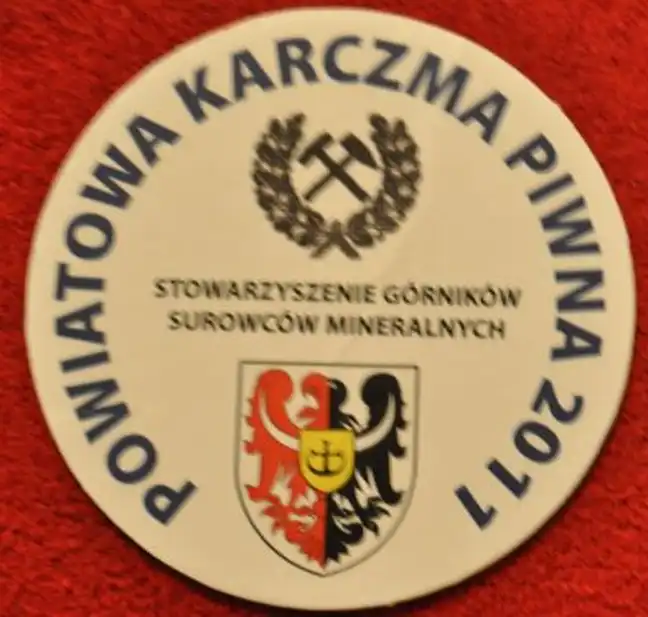 POWIATOWA KARCZMA PIWNA 2011
STOWARZYSZENIE GÓRNIKÓW
SUROWCÓW MINERALNYCH